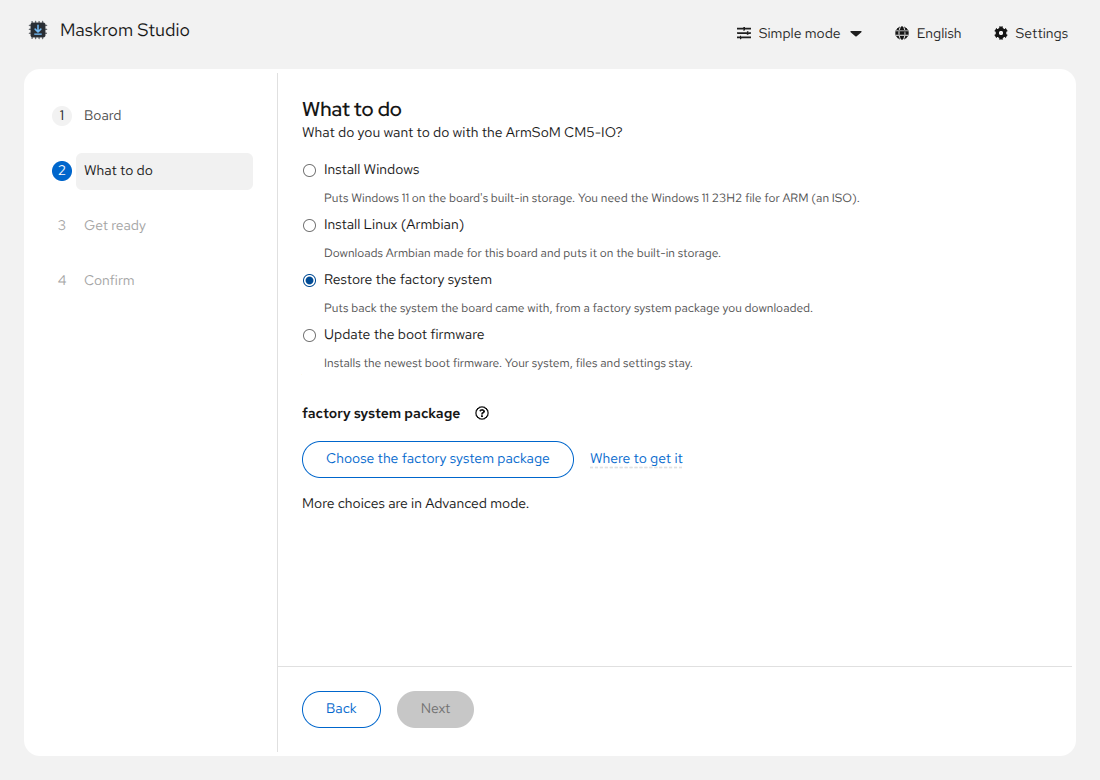 Maskrom Studio
Simple mode
English
Settings
1 Board
2 What to do
3 Get ready
4 Confirm
What to do
What do you want to do with the ArmSoM CM5-IO?
Install Windows
Puts Windows 11 on the board's built-in storage. You need the Windows 11 23H2 file for ARM (an ISO).
Install Linux (Armbian)
Downloads Armbian made for this board and puts it on the built-in storage.
Restore the factory system
Puts back the system the board came with, from a factory system package you downloaded.
Update the boot firmware
Installs the newest boot firmware. Your system, files and settings stay.
factory system package ?
Choose the factory system package
Where to get it
More choices are in Advanced mode.
Back
Next